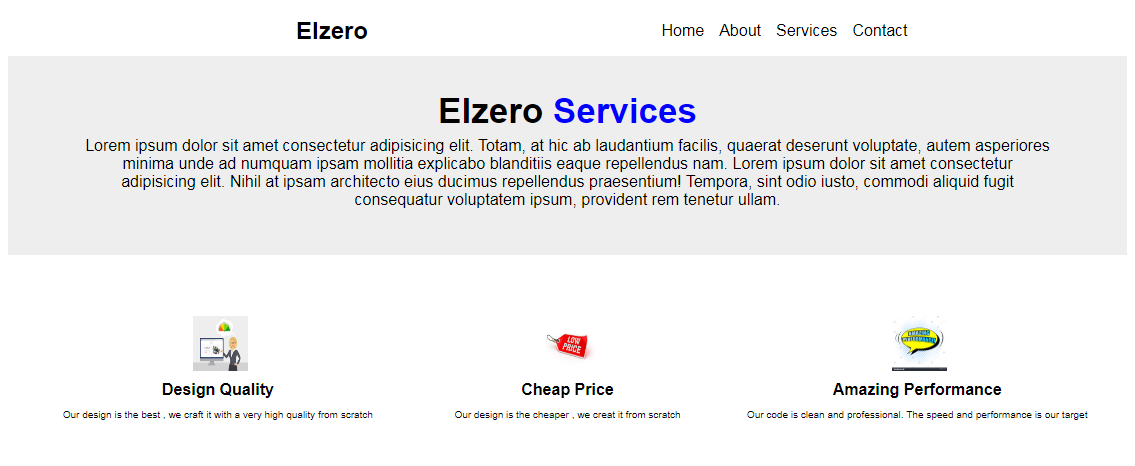 Elzero
Home About Services Contact
Elzero Services
Lorem ipsum dolor sit amet consectetur adipisicing elit. Totam, at hic ab laudantium facilis, quaerat deserunt voluptate, autem asperiores
minima unde ad numquam ipsam mollitia explicabo blanditiis eaque repellendus nam. Lorem ipsum dolor sit amet consectetur
adipisicing elit. Nihil at ipsam architecto eius ducimus repellendus praesentium! Tempora, sint odio iusto, commodi aliquid fugit
consequatur voluptatem ipsum, provident rem tenetur ullam.
LOW
PRICE
AMAZING
PERFORMANCE
Design Quality
Cheap Price
Amazing Performance
Our design is the best , we craft it with a very high quality from scratch
Our design is the cheaper , we creat it from scratch
Our code is clean and professional. The speed and performance is our target